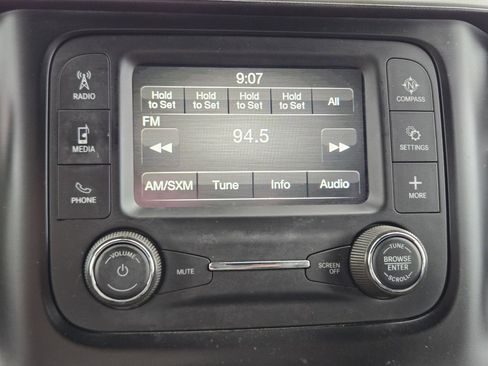 9:07
Hold to Set
Hold to Set
Hold to Set
Hold to Set
All
FM
94.5
AM/SXM
Tune
Info
Audio
RADIO
MEDIA
PHONE
N
COMPASS
SETTINGS
MORE
VOLUME
MUTE
SCREEN
OFF
TUNE
BROWSE
ENTER
SCROLL